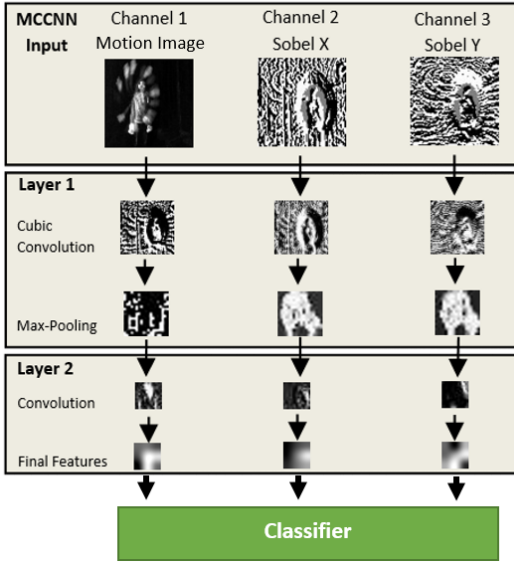 MCCNN
Input
Channel 1
Motion Image
Channel 2
Sobel X
Channel 3
Sobel Y
Layer 1
Cubic
Convolution
Max-Pooling
Layer 2
Convolution
Final Features
Classifier